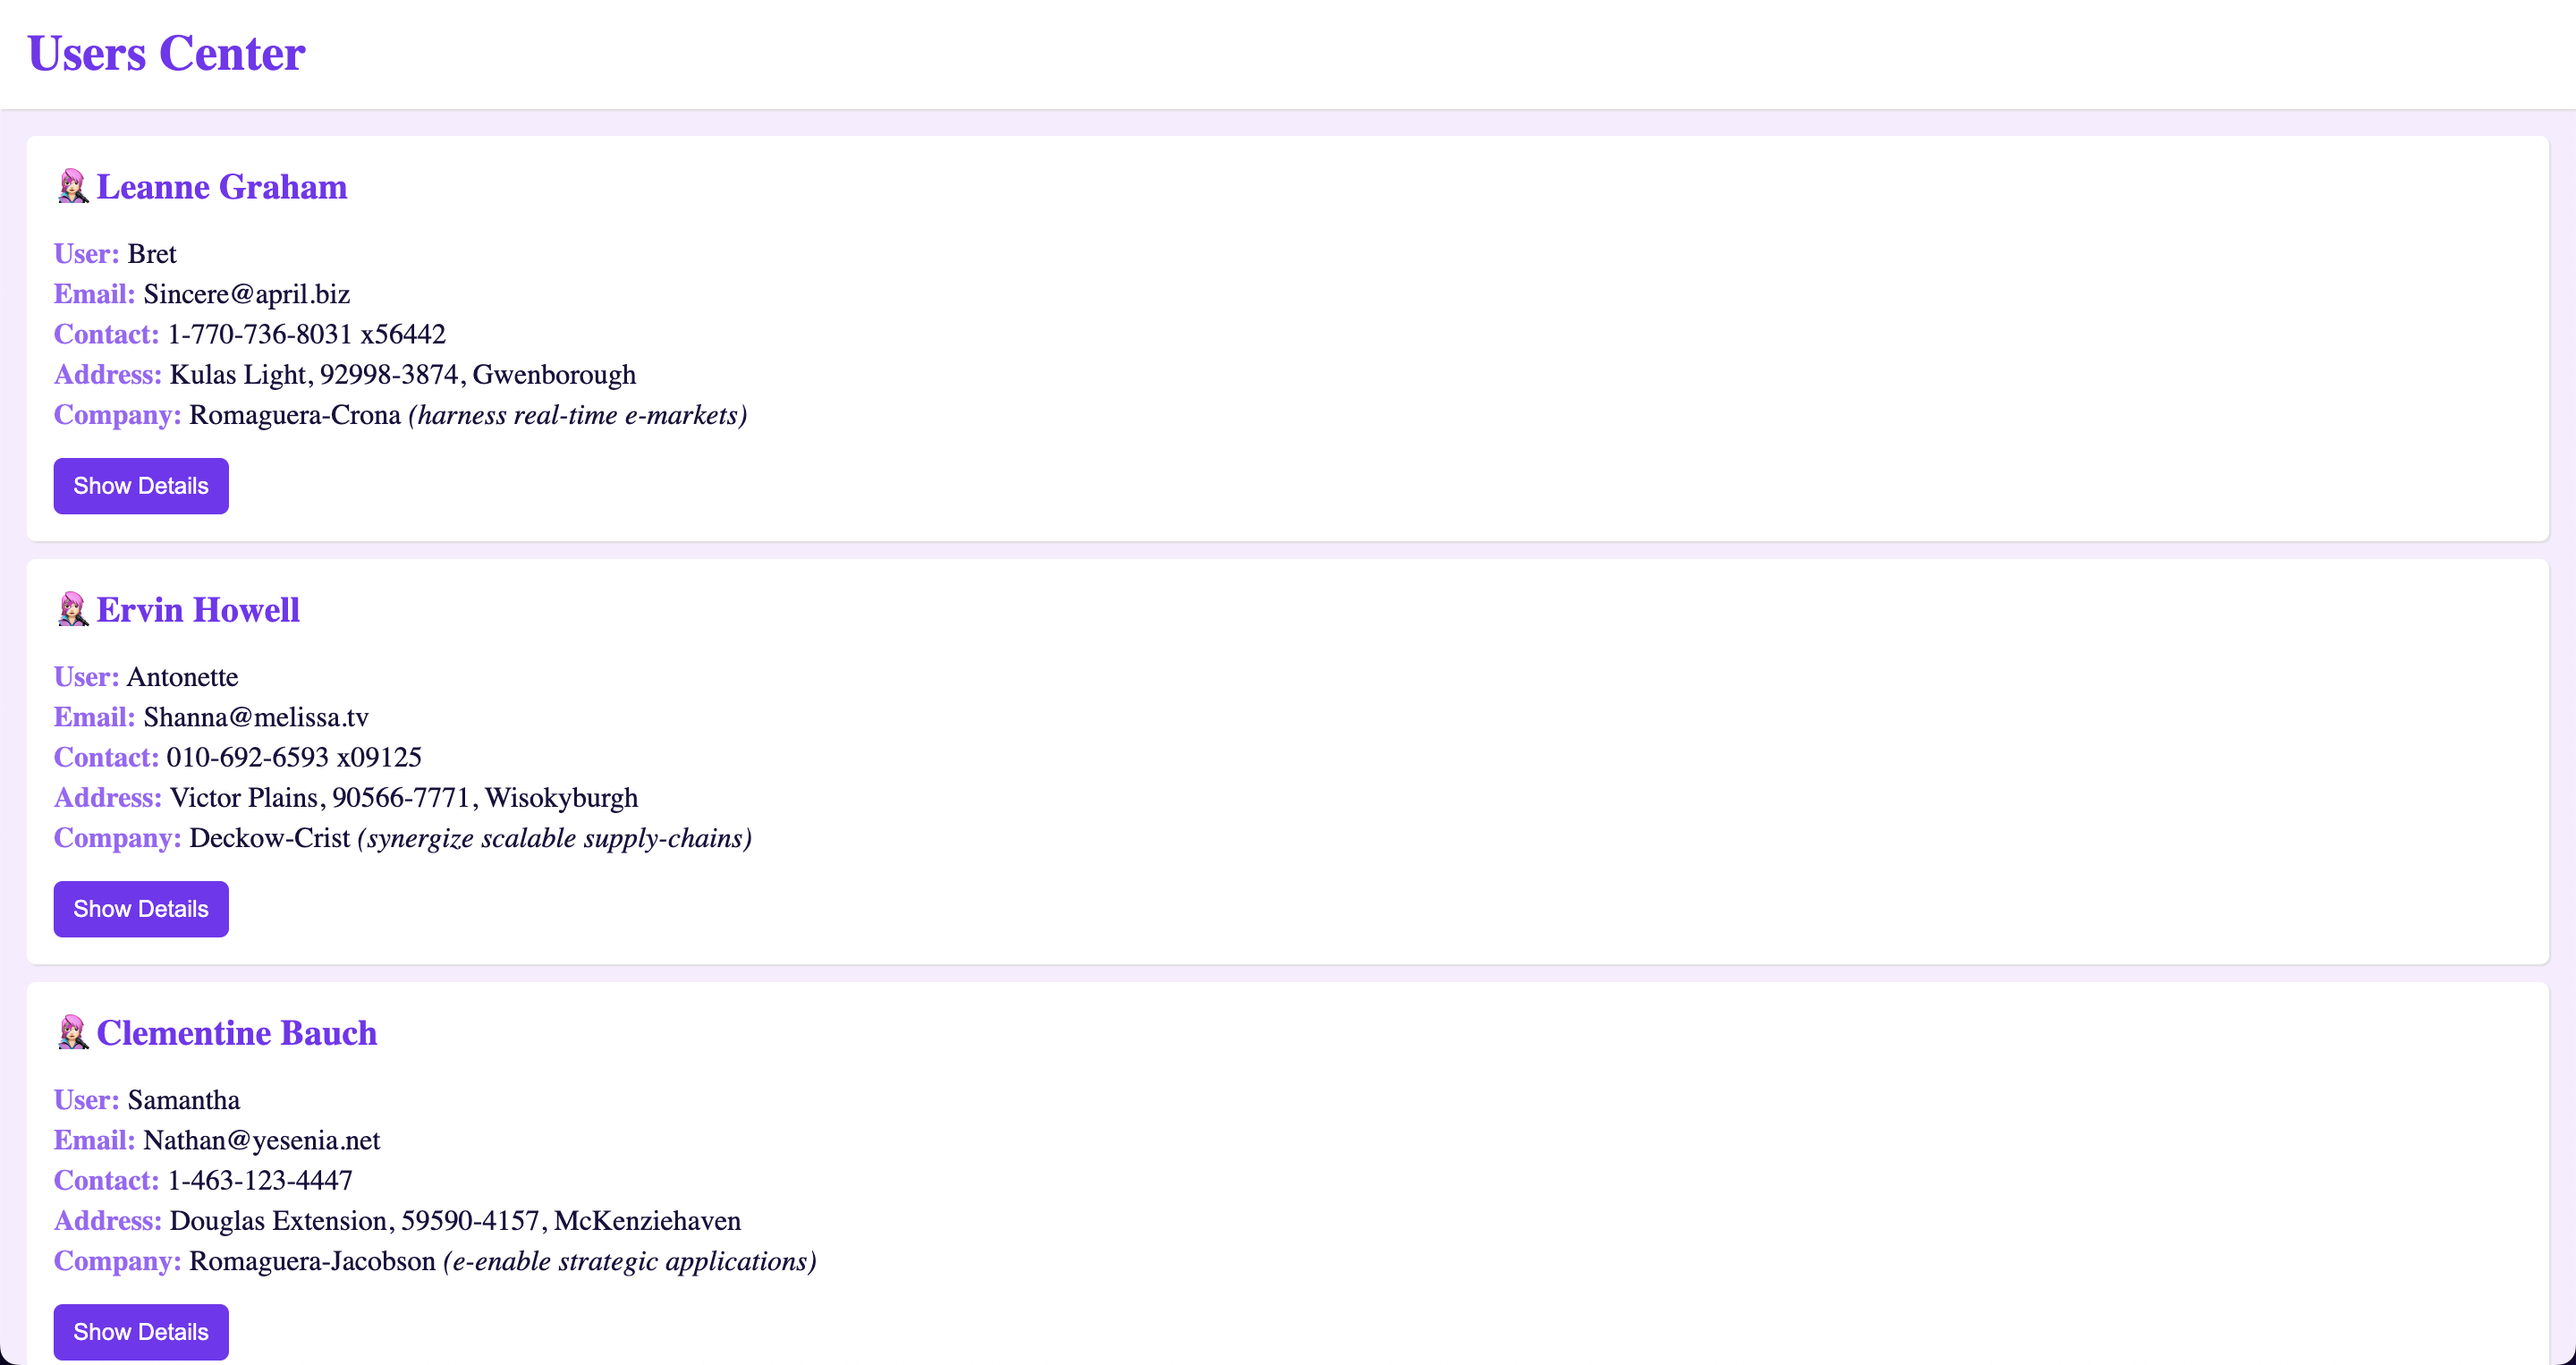 Users Center
Leanne Graham
User: Bret
Email: Sincere@april.biz
Contact: 1-770-736-8031 x56442
Address: Kulas Light, 92998-3874, Gwenborough
Company: Romaguera-Crona (harness real-time e-markets)
Show Details
Ervin Howell
User: Antonette
Email: Shanna@melissa.tv
Contact: 010-692-6593 x09125
Address: Victor Plains, 90566-7771, Wisokyburgh
Company: Deckow-Crist (synergize scalable supply-chains)
Show Details
Clementine Bauch
User: Samantha
Email: Nathan@yesenia.net
Contact: 1-463-123-4447
Address: Douglas Extension, 59590-4157, McKenziehaven
Company: Romaguera-Jacobson (e-enable strategic applications)
Show Details